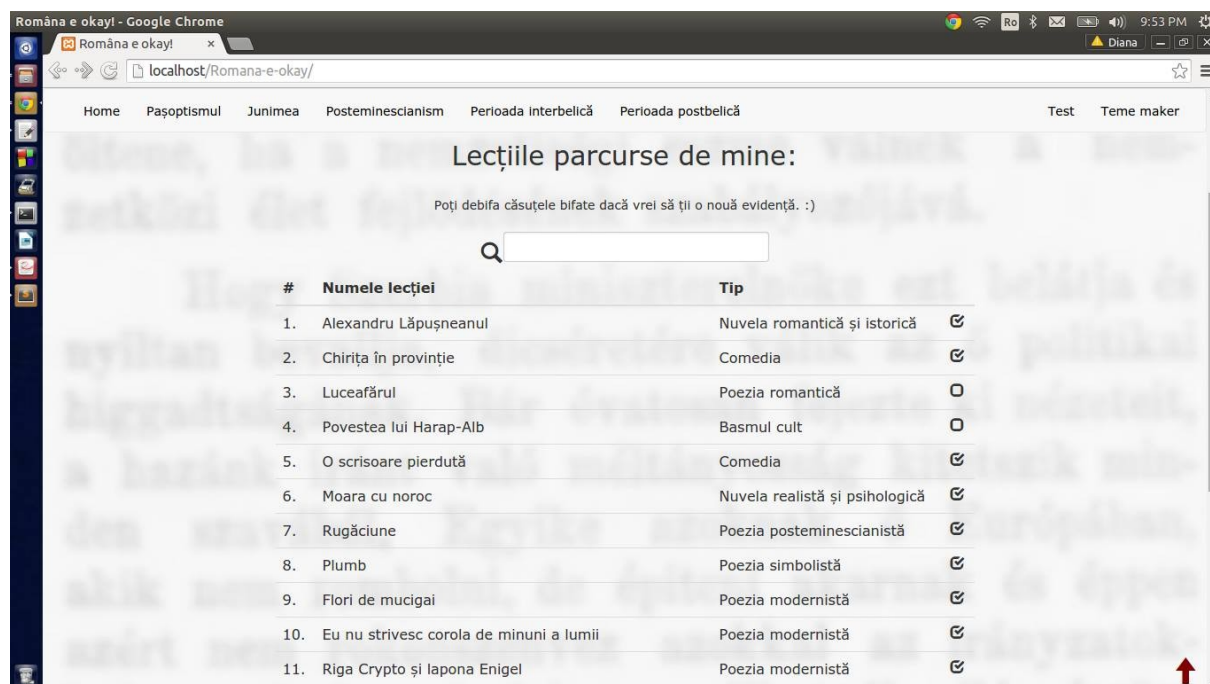 Româna e okay! - Google Chrome
Ro
9:53 PM
Româna e okay!
Diana
localhost/Romana-e-okay/
Home Pașoptismul Junimea Posteminescianism Perioada interbelică Perioada postbelică Test Teme maker
Lecțiile parcurse de mine:
Poți debifa căsuțele bifate dacă vrei să ții o nouă evidență. :)
# Numele lecției Tip
1. Alexandru Lăpușneanul Nuvela romantică și istorică
2. Chirița în provinție Comedia
3. Luceafărul Poezia romantică
4. Povestea lui Harap-Alb Basmul cult
5. O scrisoare pierdută Comedia
6. Moara cu noroc Nuvela realistă și psihologică
7. Rugăciune Poezia posteminescianistă
8. Plumb Poezia simbolistă
9. Flori de mucigai Poezia modernistă
10. Eu nu strivesc corola de minuni a lumii Poezia modernistă
11. Riga Crypto și lapona Enigel Poezia modernistă